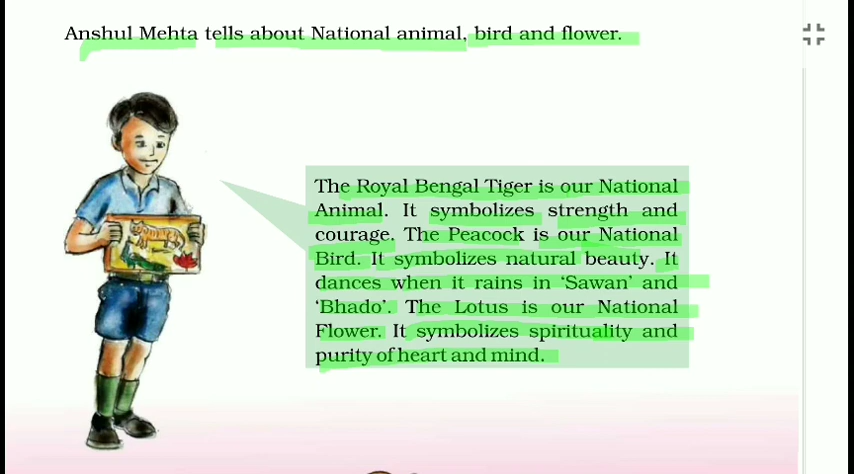 Anshul Mehta tells about National animal, bird and flower.
The Royal Bengal Tiger is our National
Animal. It symbolizes strength and
courage. The Peacock is our National
Bird. It symbolizes natural beauty. It
dances when it rains in ‘Sawan’ and
‘Bhado’. The Lotus is our National
Flower. It symbolizes spirituality and
purity of heart and mind.